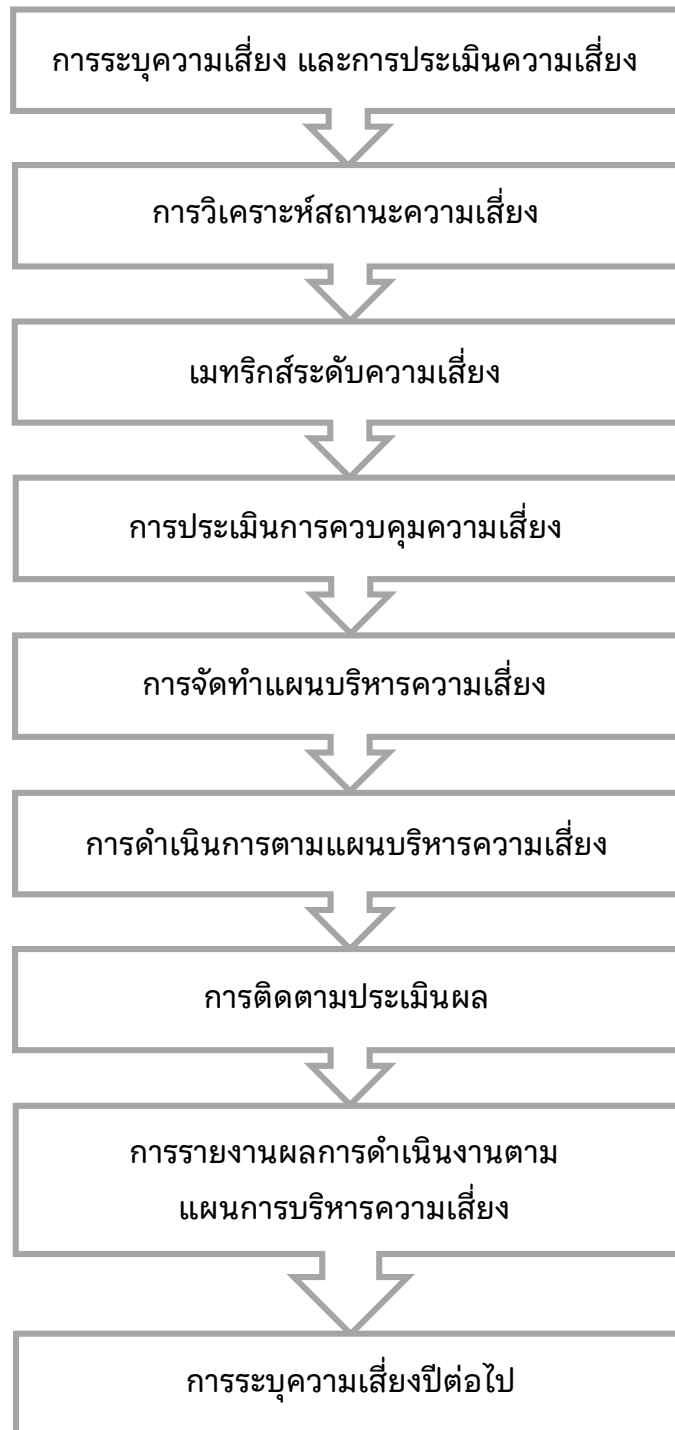 การระบุความเสี่ยง และการประเมินความเสี่ยง
การวิเคราะห์สถานะความเสี่ยง
เมทริกส์ระดับความเสี่ยง
การประเมินการควบคุมความเสี่ยง
การจัดทำแผนบริหารความเสี่ยง
การดำเนินการตามแผนบริหารความเสี่ยง
การติดตามประเมินผล
การรายงานผลการดำเนินงานตาม
แผนการบริหารความเสี่ยง
การระบุความเสี่ยงปีต่อไป